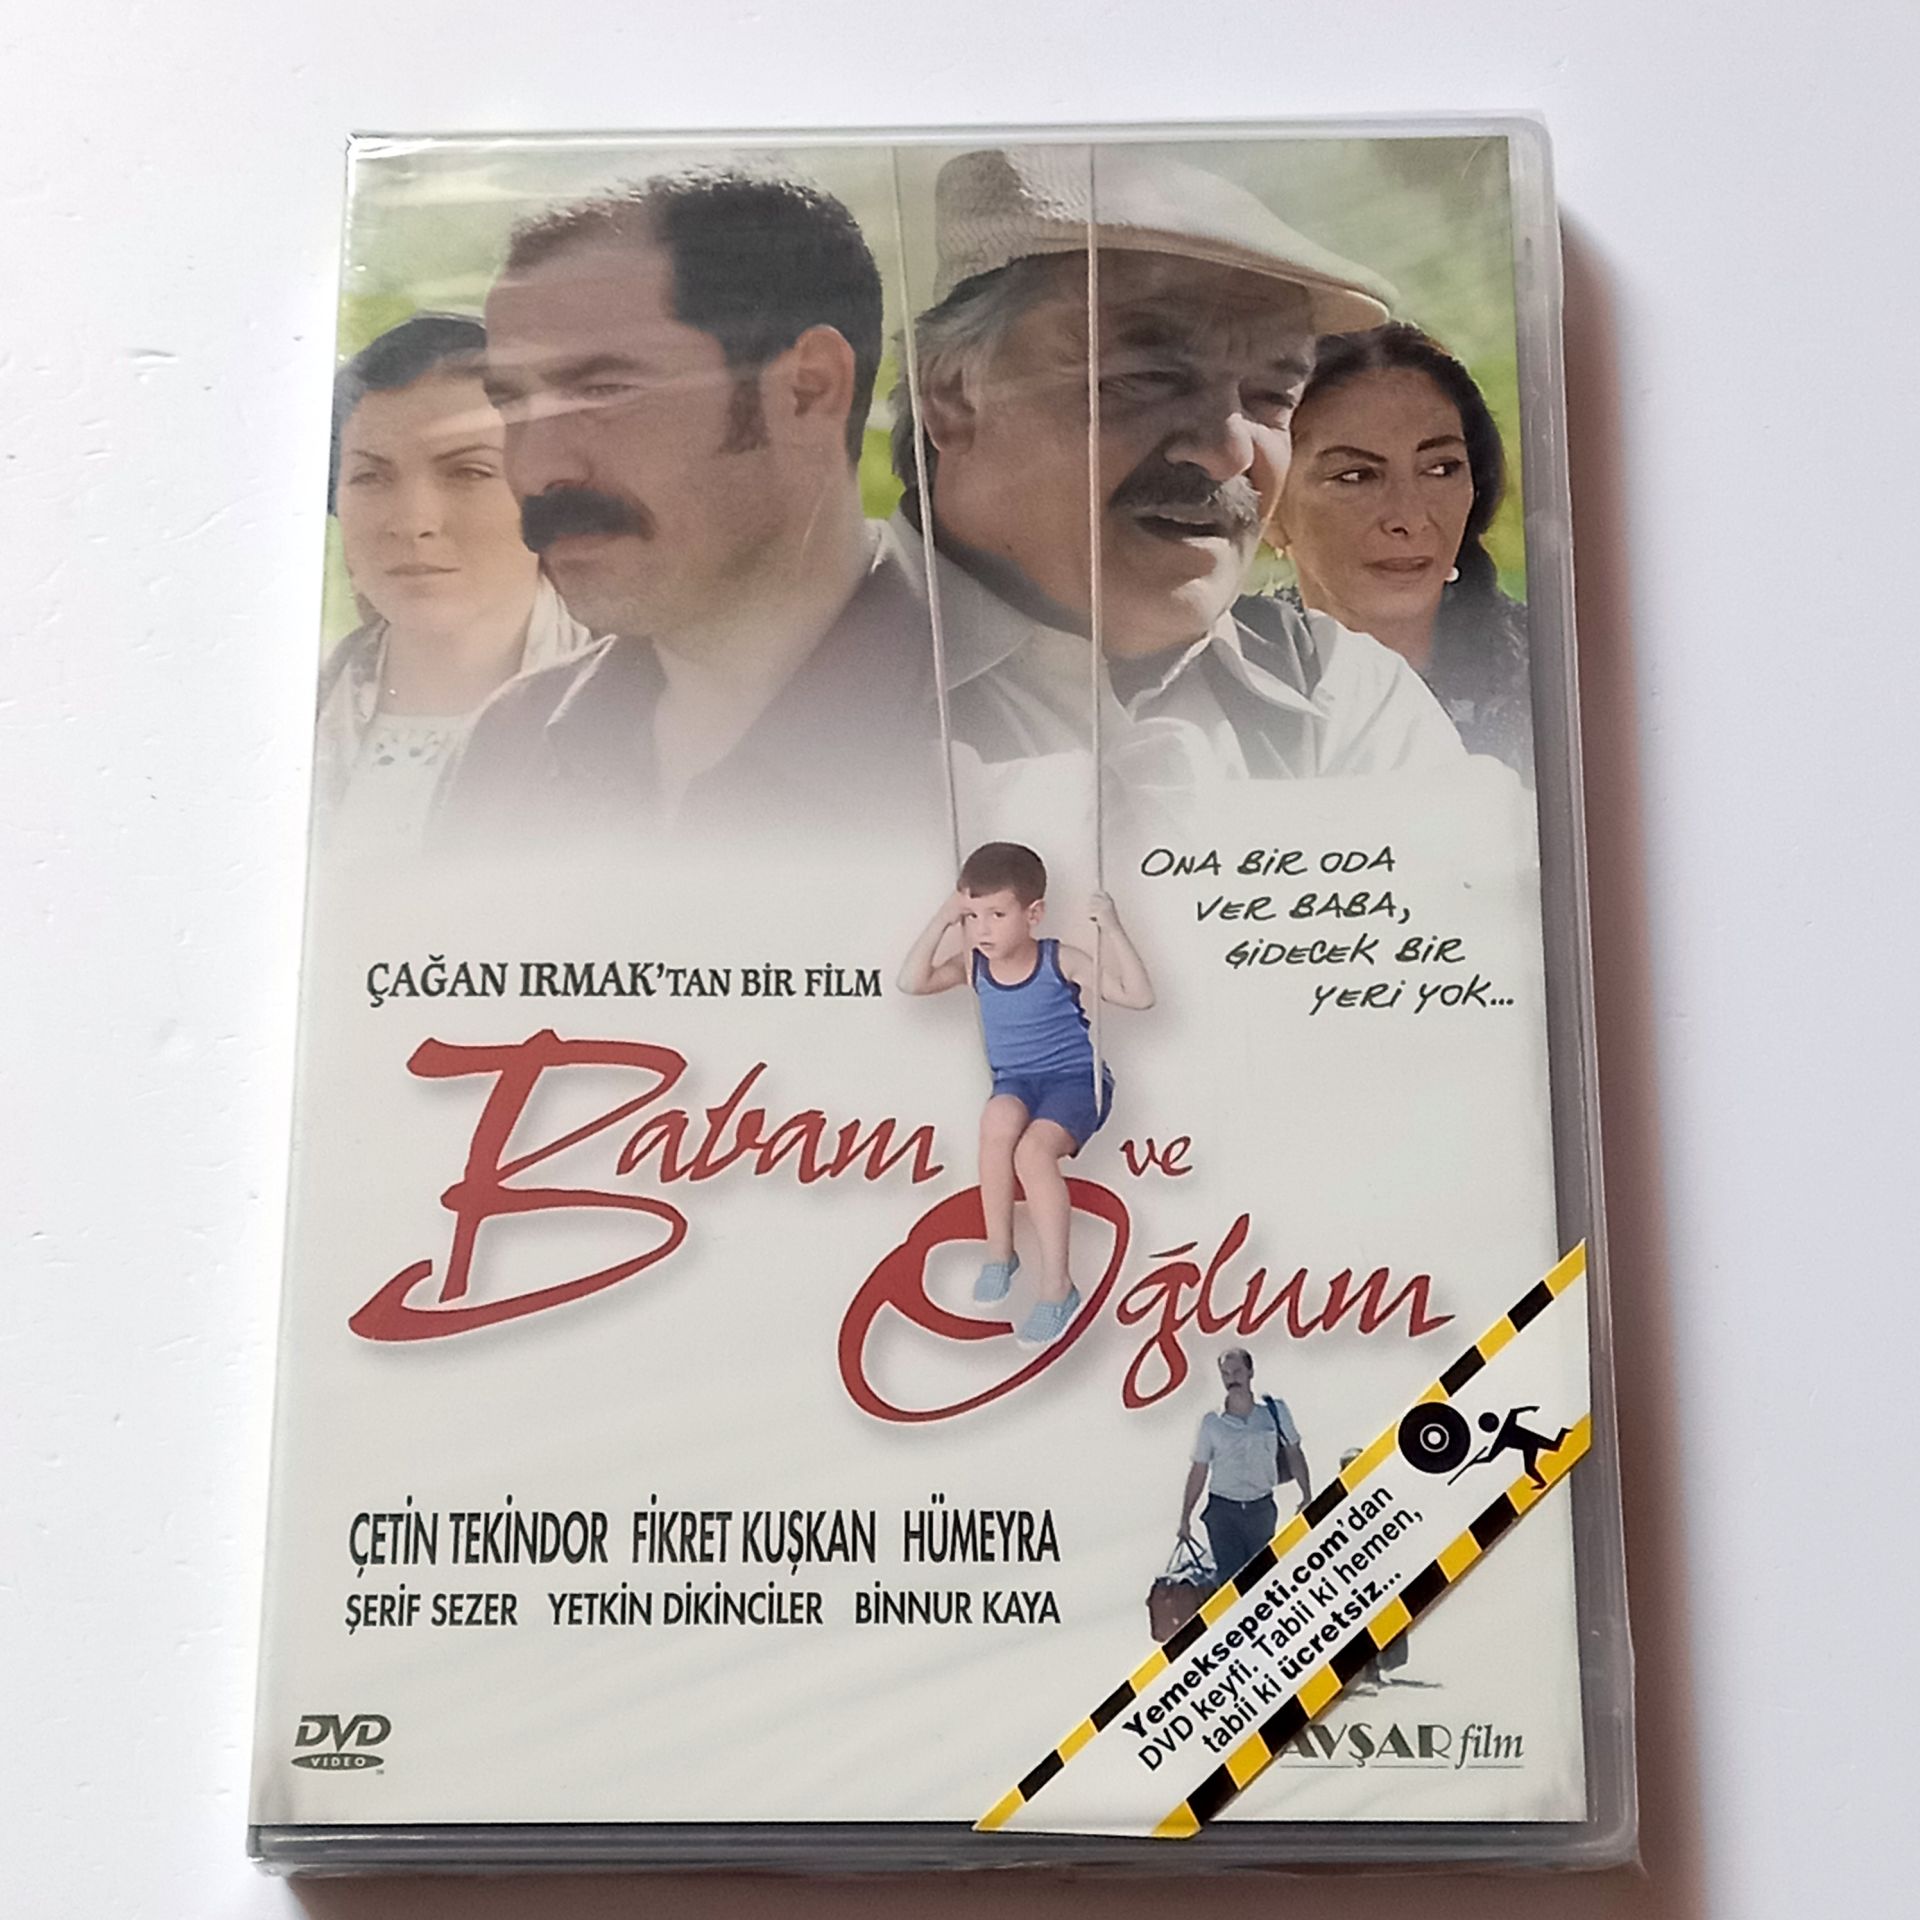 ONA BİR ODA
VER BABA,
GİDECEK BİR
YERİ YOK...
ÇAĞAN IRMAK'TAN BİR FİLM
Babam ve
Oğlum
ÇETİN TEKİNDOR FİKRET KUŞKAN HÜMEYRA
ŞERİF SEZER YETKİN DİKİNCİLER BİNNUR KAYA
Yemeksepeti.com'dan
DVD keyfi. Tabii ki hemen,
tabii ki ücretsiz...
DVD
VIDEO
AVŞAR film